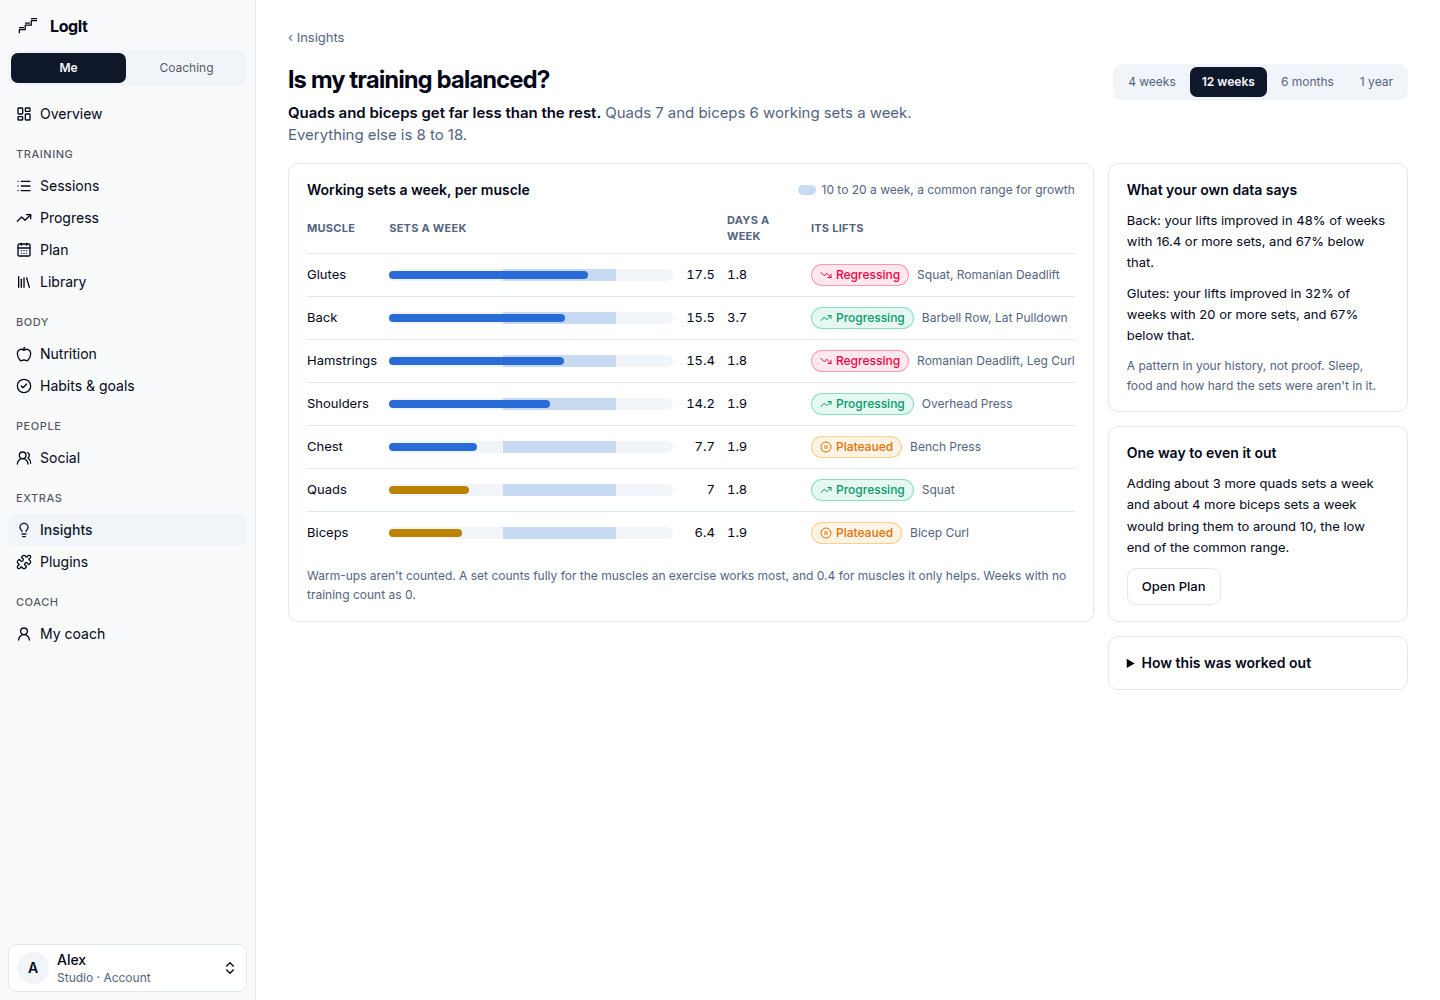 LogIt
Me
Coaching
Overview
TRAINING
Sessions
Progress
Plan
Library
BODY
Nutrition
Habits & goals
PEOPLE
Social
EXTRAS
Insights
Plugins
COACH
My coach
A
Alex
Studio · Account
‹ Insights
Is my training balanced?
4 weeks 12 weeks 6 months 1 year
Quads and biceps get far less than the rest. Quads 7 and biceps 6 working sets a week.
Everything else is 8 to 18.
Working sets a week, per muscle
10 to 20 a week, a common range for growth
MUSCLE SETS A WEEK DAYS A WEEK ITS LIFTS
Glutes 17.5 1.8 Regressing Squat, Romanian Deadlift
Back 15.5 3.7 Progressing Barbell Row, Lat Pulldown
Hamstrings 15.4 1.8 Regressing Romanian Deadlift, Leg Curl
Shoulders 14.2 1.9 Progressing Overhead Press
Chest 7.7 1.9 Plateaued Bench Press
Quads 7 1.8 Progressing Squat
Biceps 6.4 1.9 Plateaued Bicep Curl
Warm-ups aren't counted. A set counts fully for the muscles an exercise works most, and 0.4 for muscles it only helps. Weeks with no
training count as 0.
What your own data says
Back: your lifts improved in 48% of weeks
with 16.4 or more sets, and 67% below
that.
Glutes: your lifts improved in 32% of
weeks with 20 or more sets, and 67%
below that.
A pattern in your history, not proof. Sleep,
food and how hard the sets were aren't in it.
One way to even it out
Adding about 3 more quads sets a week
and about 4 more biceps sets a week
would bring them to around 10, the low
end of the common range.
Open Plan
How this was worked out